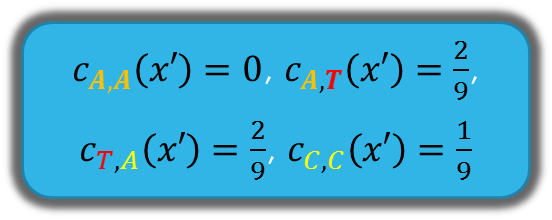 c_{A,A}(x′) = 0, c_{A,T}(x′) = 2/9,
c_{T,A}(x′) = 2/9, c_{C,C}(x′) = 1/9